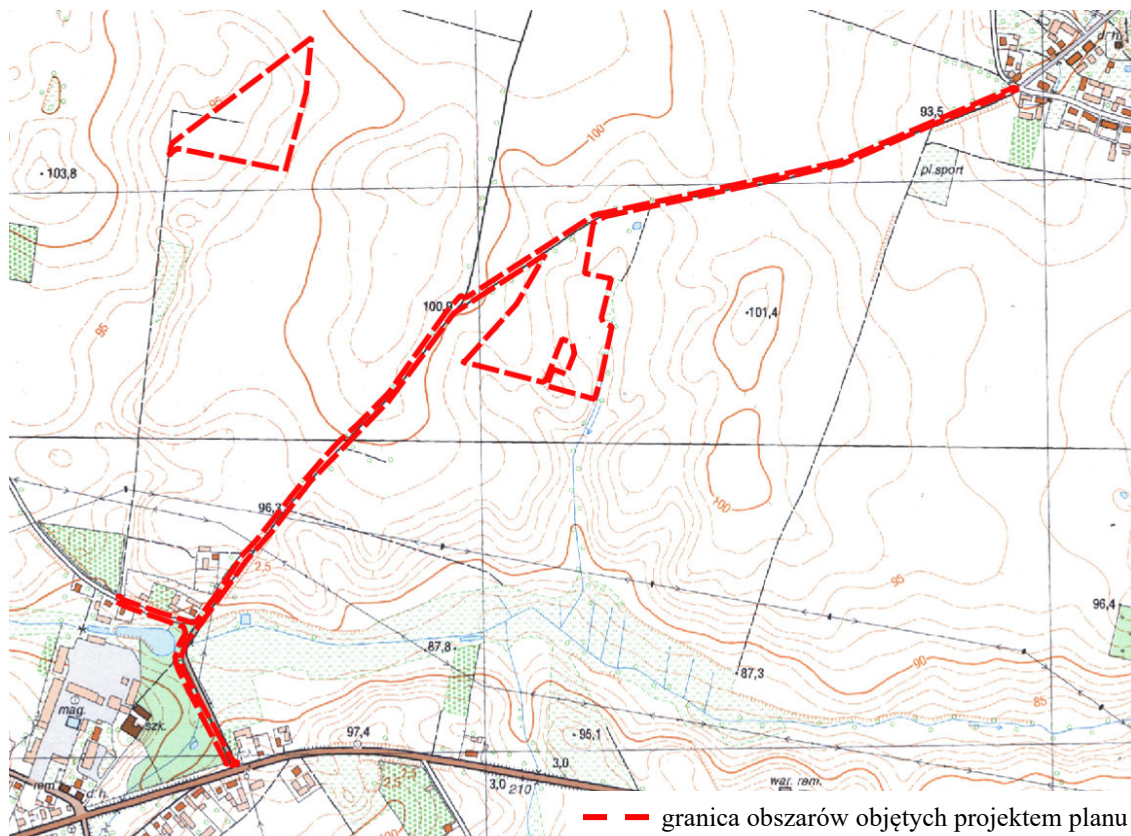 95
d.h.
93,5
100
103,8
pl.sport
100,9
101,4
95
100
96,3
2,5
95
96,4
87,8
87,3
90
85
mag.
szk.
97,4
95,1
3,0
3,0
210
rem.
d.h.
war. rem.
granica obszarów objętych projektem planu